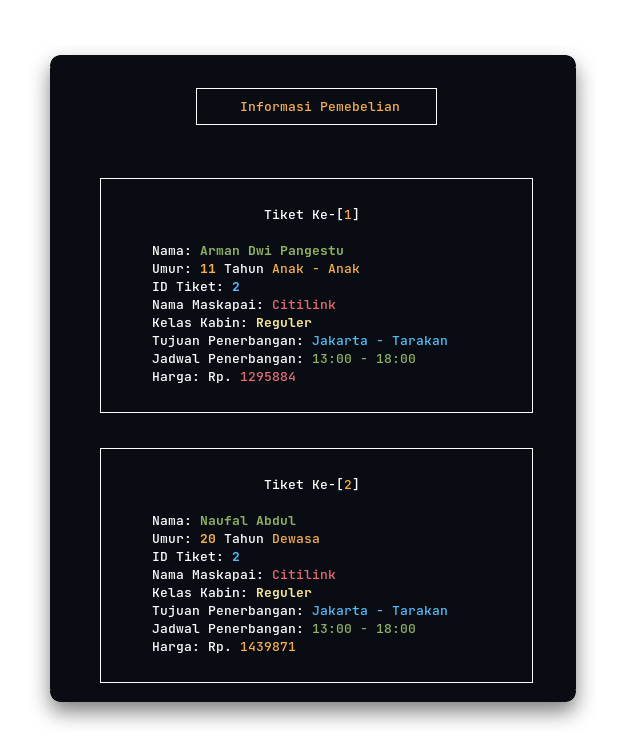 Informasi Pemebelian
Tiket Ke-[1]
Nama: Arman Dwi Pangestu
Umur: 11 Tahun Anak - Anak
ID Tiket: 2
Nama Maskapai: Citilink
Kelas Kabin: Reguler
Tujuan Penerbangan: Jakarta - Tarakan
Jadwal Penerbangan: 13:00 - 18:00
Harga: Rp. 1295884
Tiket Ke-[2]
Nama: Naufal Abdul
Umur: 20 Tahun Dewasa
ID Tiket: 2
Nama Maskapai: Citilink
Kelas Kabin: Reguler
Tujuan Penerbangan: Jakarta - Tarakan
Jadwal Penerbangan: 13:00 - 18:00
Harga: Rp. 1439871